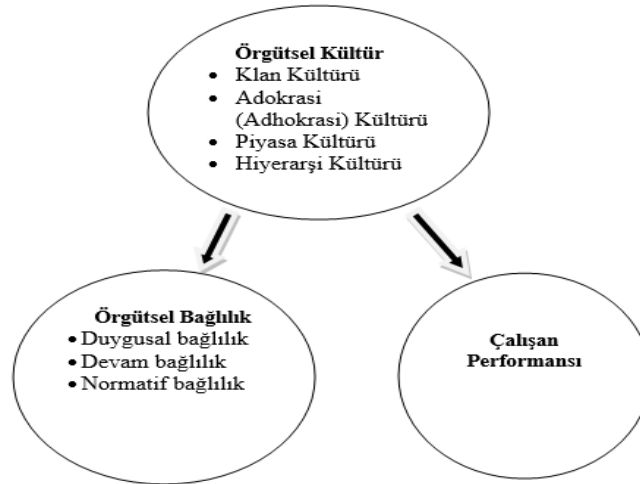 Örgütsel Kültür
• Klan Kültürü
• Adokrasi
(Adhokrasi) Kültürü
• Piyasa Kültürü
• Hiyerarşi Kültürü
Örgütsel Bağlılık
• Duygusal bağlılık
• Devam bağlılık
• Normatif bağlılık
Çalışan
Performansı